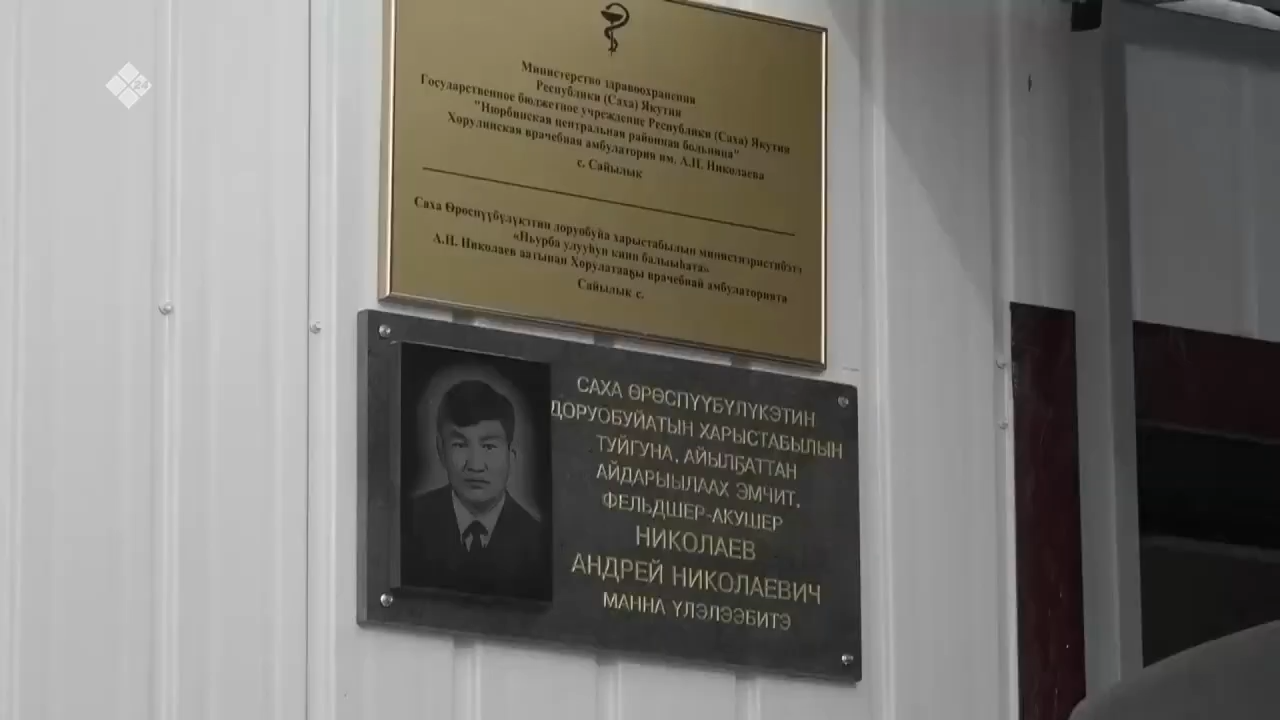 24
Министерство здравоохранения
Республики (Саха) Якутия
Государственное бюджетное учреждение Республики (Саха) Якутия
"Нюрбинская центральная районная больница"
Хорулинская врачебная амбулатория им. А.Н. Николаева
с. Сайылык
Саха Өрөспүүбүлүкэтин доруобуйа харыстабылын министиэристибэтэ
«Ньурба улууһун киин балыыһата»
А.Н. Николаев аатынан Хорулатааҕы врачебнай амбулаторията
Сайылык с.
САХА ӨРӨСПҮҮБҮЛҮКЭТИН
ДОРУОБУЙАТЫН ХАРЫСТАБЫЛЫН
ТУЙГУНА, АЙЫЛҔАТТАН
АЙДАРЫЫЛААХ ЭМЧИТ,
ФЕЛЬДШЕР-АКУШЕР
НИКОЛАЕВ
АНДРЕЙ НИКОЛАЕВИЧ
МАННА ҮЛЭЛЭЭБИТЭ